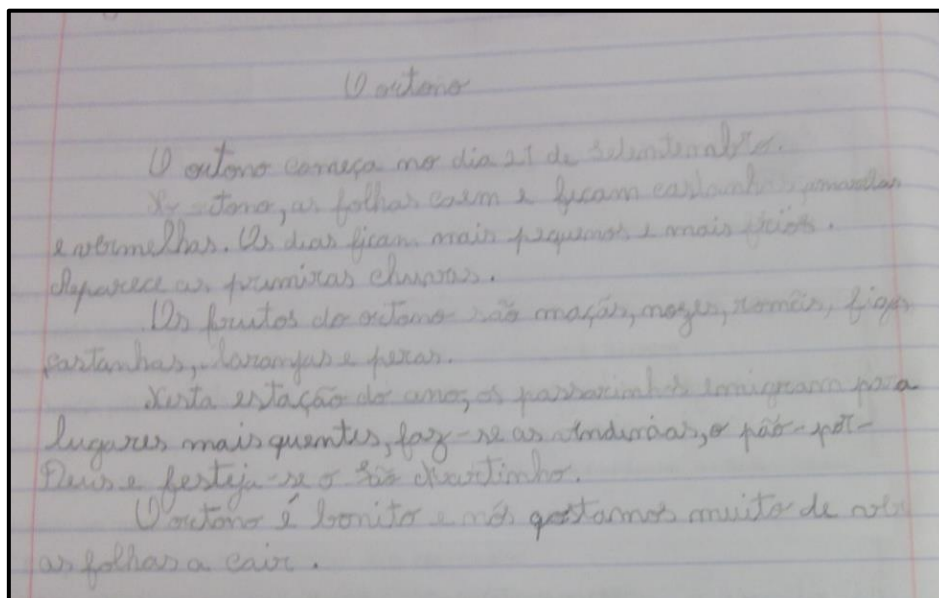 O outono
O outono começa no dia 21 de
No outono, as folhas caem e ficam castanhas, amarelas
e vermelhas. Os dias ficam mais pequenos e mais frios.
Aparece as primiras chuvas.
Os frutos do outono são maçãs, nozes, romãs, figos
castanhas, laranjas e peras.
Nesta estação do ano, os passarinhos emigram para
lugares mais quentes, faz-se as vindimas, o pão-por-
Deus e festeja-se o São Martinho.
O outono é bonito e nós gostamos muito de ver
as folhas a cair.